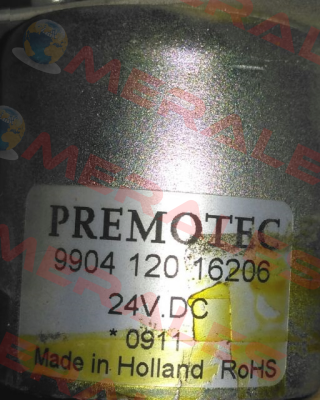 PREMOTEC
9904 120 16206
24V.DC
* 0911
Made in Holland RoHS